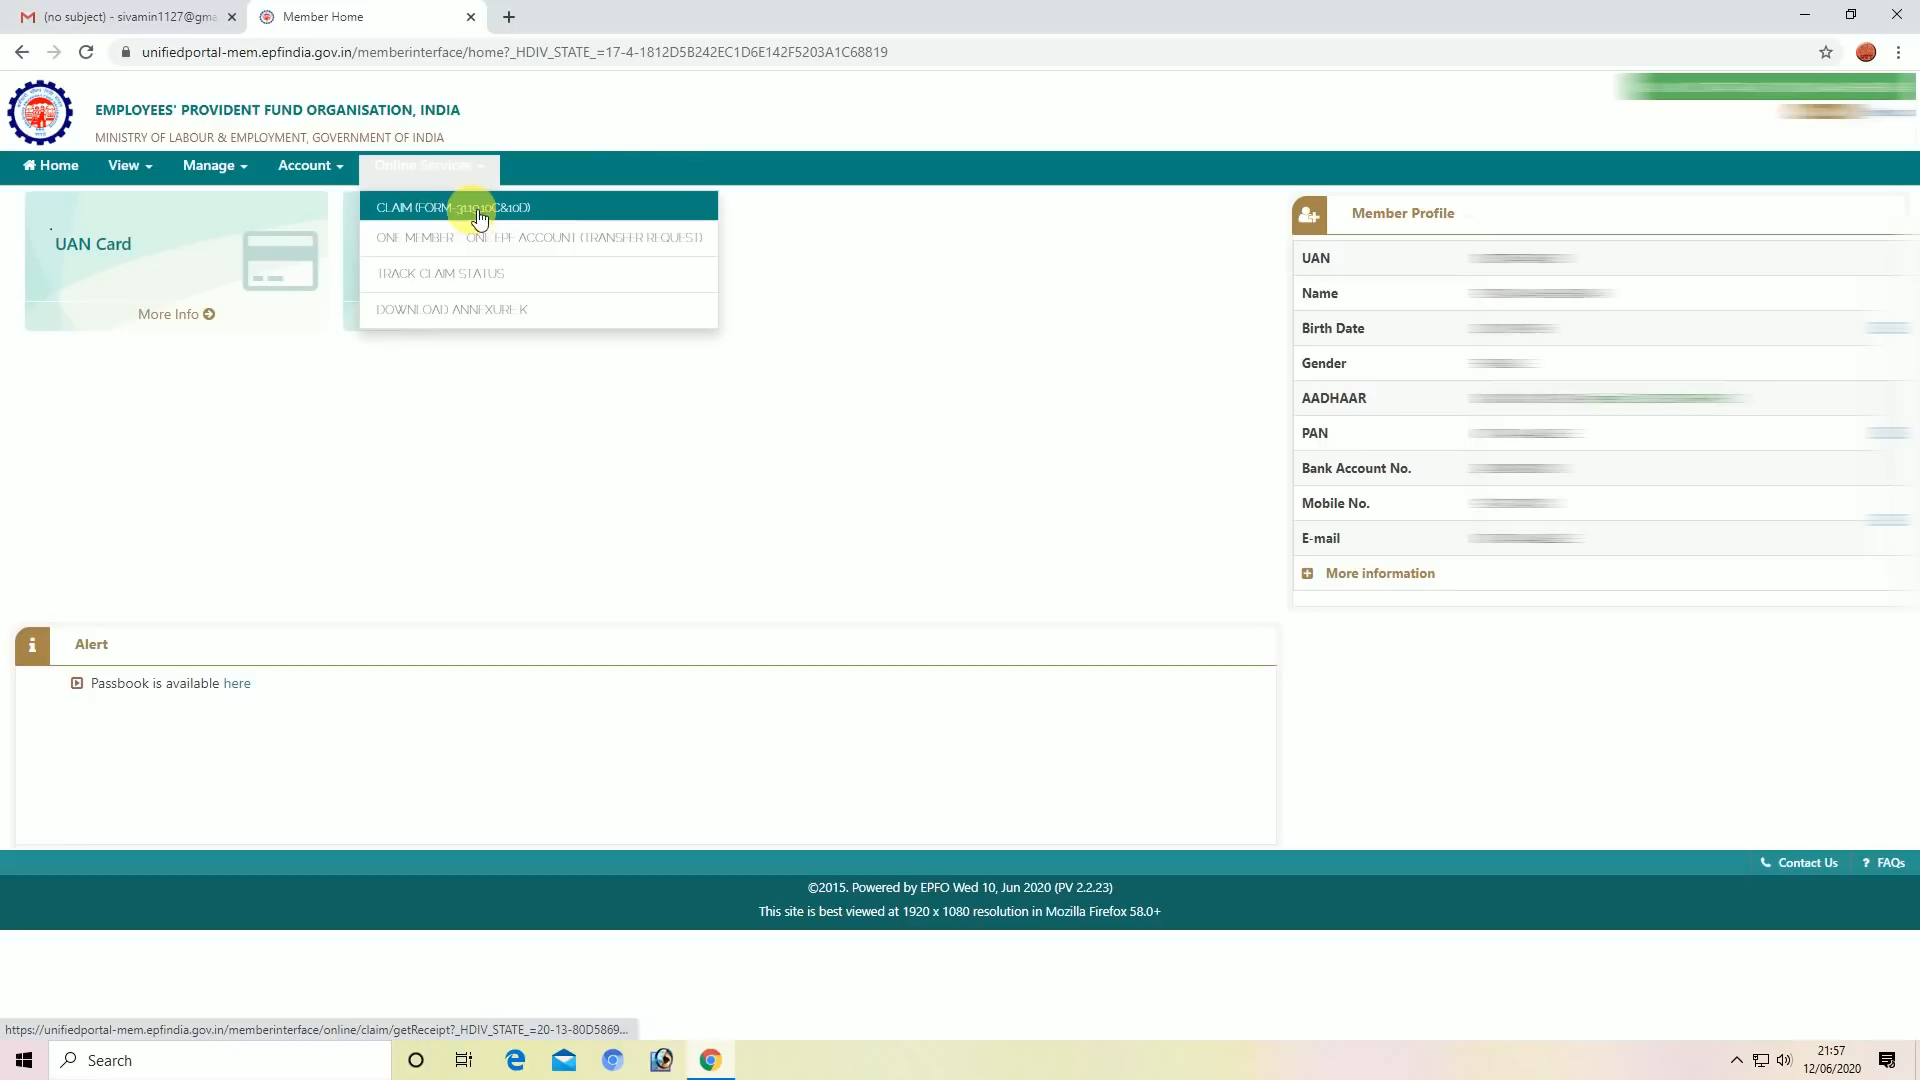 (no subject) - sivamin1127@gma
Member Home
unifiedportal-mem.epfindia.gov.in/memberinterface/home?_HDIV_STATE_=17-4-1812D5B242EC1D6E142F5203A1C68819
EMPLOYEES' PROVIDENT FUND ORGANISATION, INDIA
MINISTRY OF LABOUR & EMPLOYMENT, GOVERNMENT OF INDIA
Home View Manage Account Online Services
UAN Card
More Info
CLAIM (FORM-31,19,10C&10D)
ONE MEMBER - ONE EPF ACCOUNT (TRANSFER REQUEST)
TRACK CLAIM STATUS
DOWNLOAD ANNEXURE K
Member Profile
UAN
Name
Birth Date
Gender
AADHAAR
PAN
Bank Account No.
Mobile No.
E-mail
More information
Alert
Passbook is available here
Contact Us ? FAQs
©2015. Powered by EPFO Wed 10, Jun 2020 (PV 2.2.23)
This site is best viewed at 1920 x 1080 resolution in Mozilla Firefox 58.0+
https://unifiedportal-mem.epfindia.gov.in/memberinterface/online/claim/getReceipt?_HDIV_STATE_=20-13-80D5869...
Search
21:57
12/06/2020